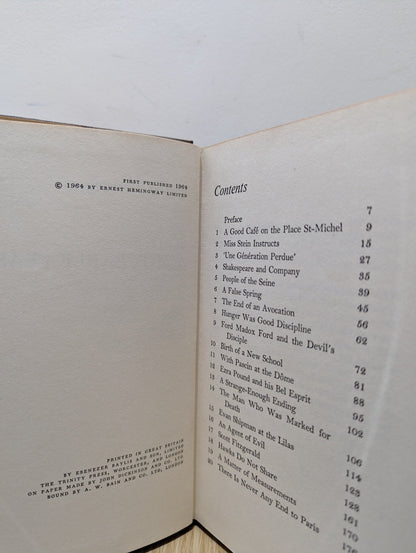 FIRST PUBLISHED 1964
© 1964 BY ERNEST HEMINGWAY LIMITED
PRINTED IN GREAT BRITAIN
BY EBENEZER BAYLIS AND SON, LIMITED
THE TRINITY PRESS, WORCESTER, AND LONDON
ON PAPER MADE BY JOHN DICKINSON AND CO. LTD
BOUND BY A. W. BAIN AND CO. LTD, LONDON
Contents
Preface 7
1 A Good Café on the Place St-Michel 9
2 Miss Stein Instructs 15
3 'Une Génération Perdue' 27
4 Shakespeare and Company 35
5 People of the Seine 39
6 A False Spring 45
7 The End of an Avocation 56
8 Hunger Was Good Discipline 62
9 Ford Madox Ford and the Devil's
Disciple 72
10 Birth of a New School 81
11 With Pascin at the Dôme 88
12 Ezra Pound and his Bel Esprit 95
13 A Strange-Enough Ending 102
14 The Man Who Was Marked for
Death 106
15 Evan Shipman at the Lilas 114
16 An Agent of Evil 123
17 Scott Fitzgerald 128
18 Hawks Do Not Share 161
19 A Matter of Measurements 170
20 There Is Never Any End to Paris